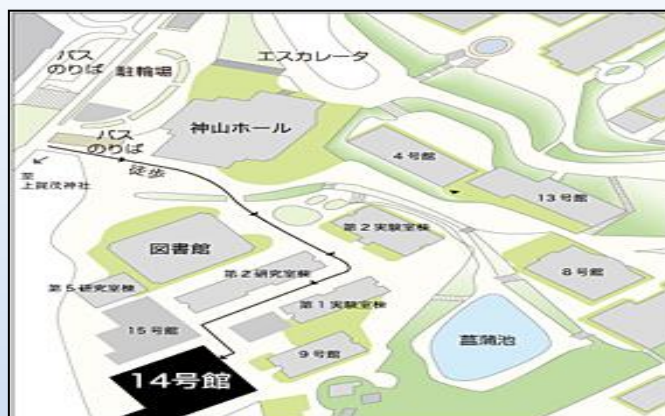 バス
のりば
駐輪場
エスカレータ
バス
のりば
神山ホール
至
上賀茂神社
徒歩
4号館
13号館
図書館
第2実験室棟
第2研究室棟
第5研究室棟
第1実験室棟
8号館
15号館
9号館
菖蒲池
14号館